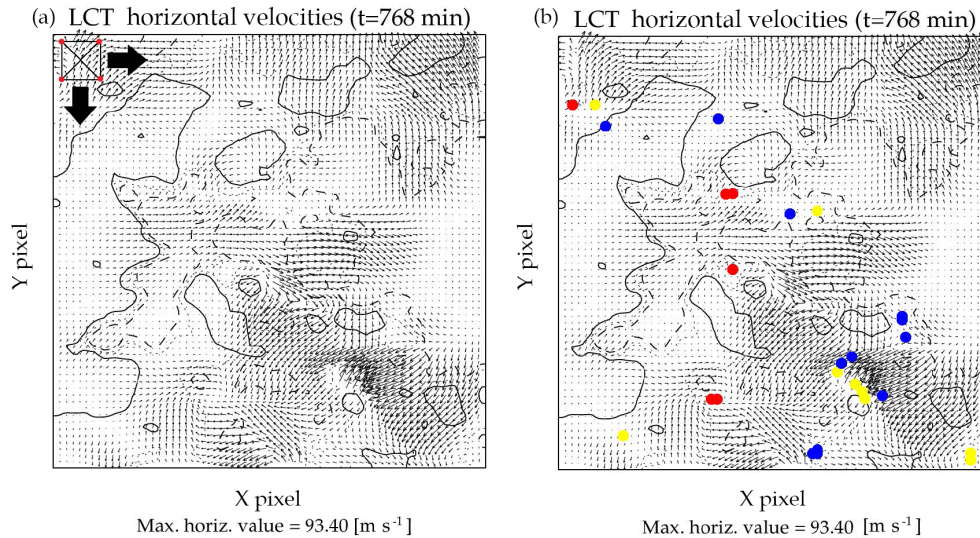 (a) LCT horizontal velocities (t=768 min)
Y pixel
X pixel
Max. horiz. value = 93.40 [m s⁻¹]
(b) LCT horizontal velocities (t=768 min)
Y pixel
X pixel
Max. horiz. value = 93.40 [m s⁻¹]